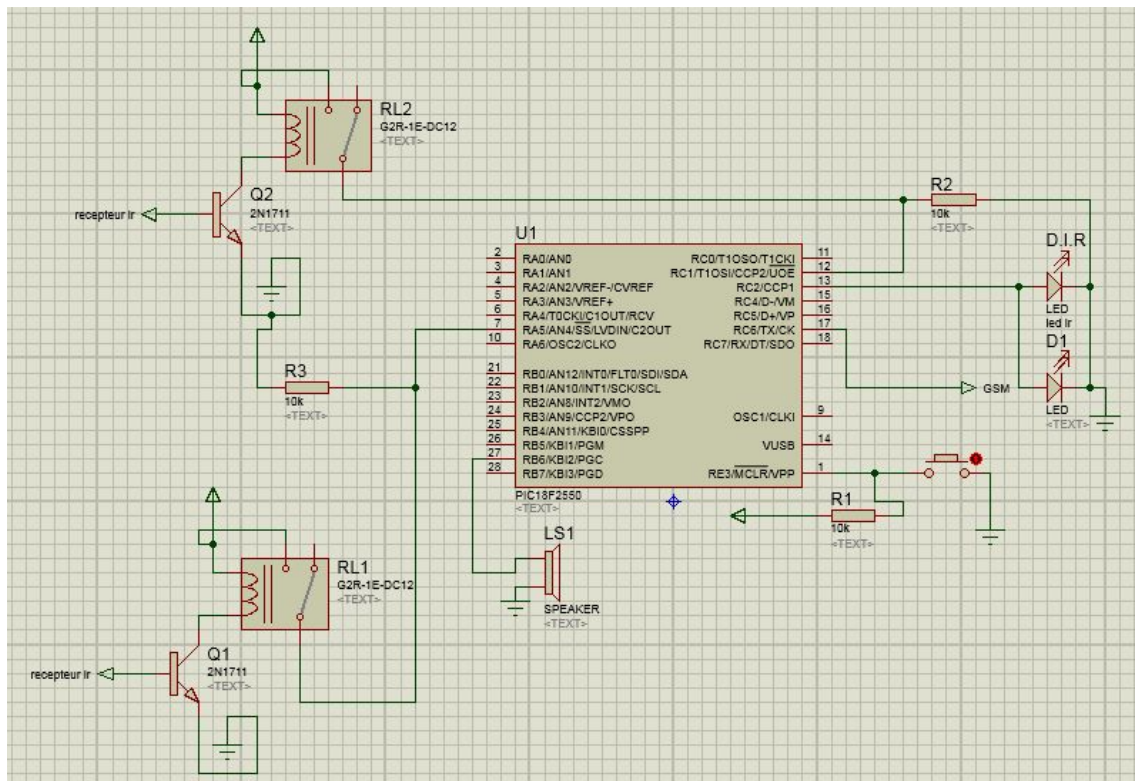 RL2
G2R-1E-DC12
<TEXT>
Q2
2N1711
<TEXT>
recepteur Ir
R2
10k
<TEXT>
U1
2 RA0/AN0
3 RA1/AN1
4 RA2/AN2/VREF-/CVREF
5 RA3/AN3/VREF+
6 RA4/T0CKI/C1OUT/RCV
7 RA5/AN4/SS/LVDIN/C2OUT
10 RA6/OSC2/CLKO
21 RB0/AN12/INT0/FLT0/SDI/SDA
22 RB1/AN10/INT1/SCK/SCL
23 RB2/AN8/INT2/VMO
24 RB3/AN9/CCP2/VPO
25 RB4/AN11/KBI0/CSSPP
26 RB5/KBI1/PGM
27 RB6/KBI2/PGC
28 RB7/KBI3/PGD
RC0/T1OSO/T1CKI 11
RC1/T1OSI/CCP2/UOE 12
RC2/CCP1 13
RC4/D-/VM 15
RC5/D+/VP 16
RC6/TX/CK 17
RC7/RX/DT/SDO 18
OSC1/CLKI 9
VUSB 14
RE3/MCLR/VPP 1
PIC18F2550
<TEXT>
D.I.R
LED
led Ir
D1
LED
<TEXT>
GSM
R3
10k
<TEXT>
R1
10k
<TEXT>
LS1
SPEAKER
<TEXT>
RL1
G2R-1E-DC12
<TEXT>
Q1
2N1711
<TEXT>
recepteur Ir